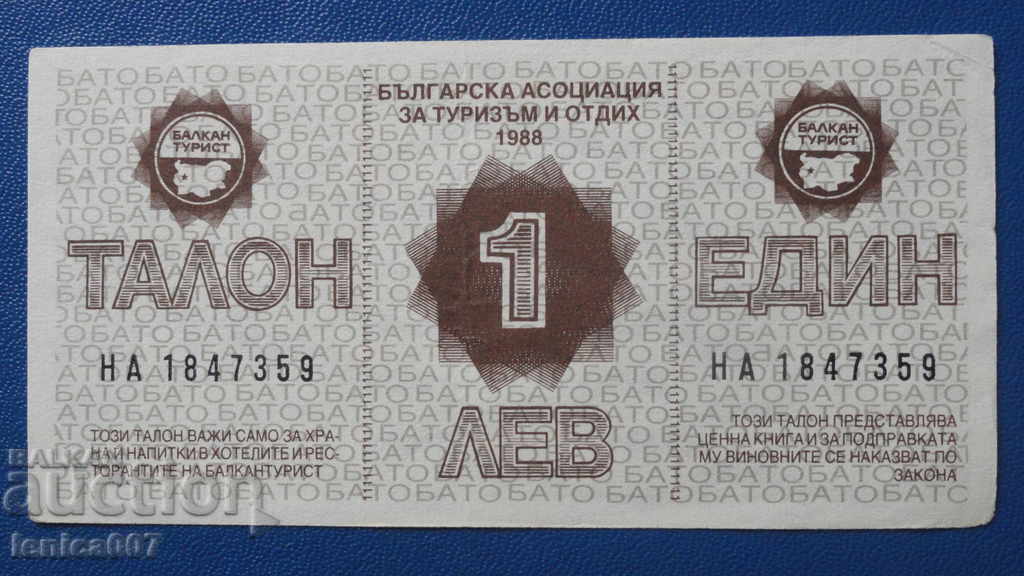 БЪЛГАРСКА АСОЦИАЦИЯ
ЗА ТУРИЗЪМ И ОТДИХ
1988
БАЛКАН
ТУРИСТ
БАЛКАН
ТУРИСТ
ТАЛОН
1
ЕДИН
НА 1847359
НА 1847359
ЛЕВ
ТОЗИ ТАЛОН ВАЖИ САМО ЗА ХРА-
НА И НАПИТКИ В ХОТЕЛИТЕ И РЕС-
ТОРАНТИТЕ НА БАЛКАНТУРИСТ
ТОЗИ ТАЛОН ПРЕДСТАВЛЯВА
ЦЕННА КНИГА И ЗА ПОДПРАВКАТА
МУ ВИНОВНИТЕ СЕ НАКАЗВАТ ПО
ЗАКОНА
BALKAN
auction
ienica007